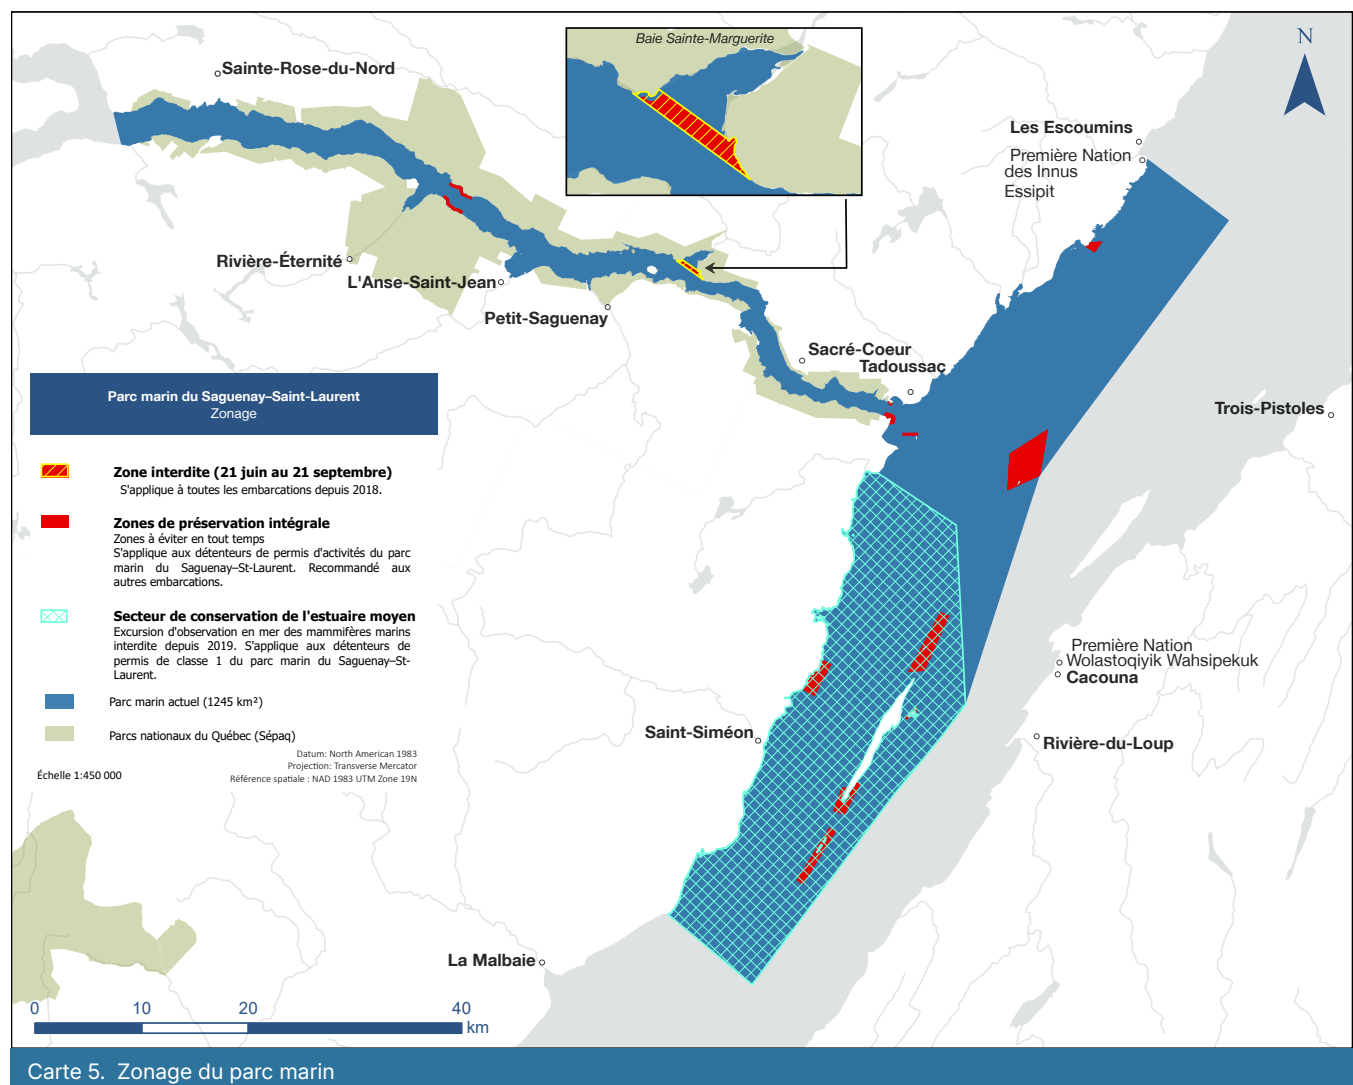 Baie Sainte-Marguerite
N
Sainte-Rose-du-Nord
Les Escoumins
Première Nation
des Innus
Essipit
Rivière-Éternité
L'Anse-Saint-Jean
Petit-Saguenay
Sacré-Coeur
Tadoussac
Trois-Pistoles
Parc marin du Saguenay–Saint-Laurent
Zonage
Zone interdite (21 juin au 21 septembre)
S'applique à toutes les embarcations depuis 2018.
Zones de préservation intégrale
Zones à éviter en tout temps
S'applique aux détenteurs de permis d'activités du parc
marin du Saguenay–St-Laurent. Recommandé aux
autres embarcations.
Secteur de conservation de l'estuaire moyen
Excursion d'observation en mer des mammifères marins
interdite depuis 2019. S'applique aux détenteurs de
permis de classe 1 du parc marin du Saguenay–St-
Laurent.
Parc marin actuel (1245 km²)
Parcs nationaux du Québec (Sépaq)
Datum: North American 1983
Projection: Transverse Mercator
Référence spatiale : NAD 1983 UTM Zone 19N
Échelle 1:450 000
Première Nation
Wolastoqiyik Wahsipekuk
Cacouna
Saint-Siméon
Rivière-du-Loup
La Malbaie
0 10 20 40
km
Carte 5. Zonage du parc marin